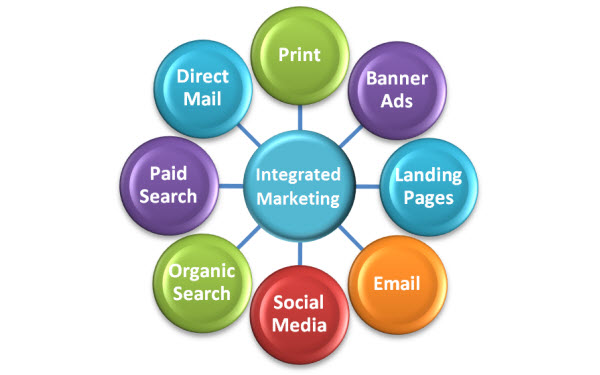 Print
Banner
Ads
Landing
Pages
Email
Social
Media
Organic
Search
Paid
Search
Direct
Mail
Integrated
Marketing